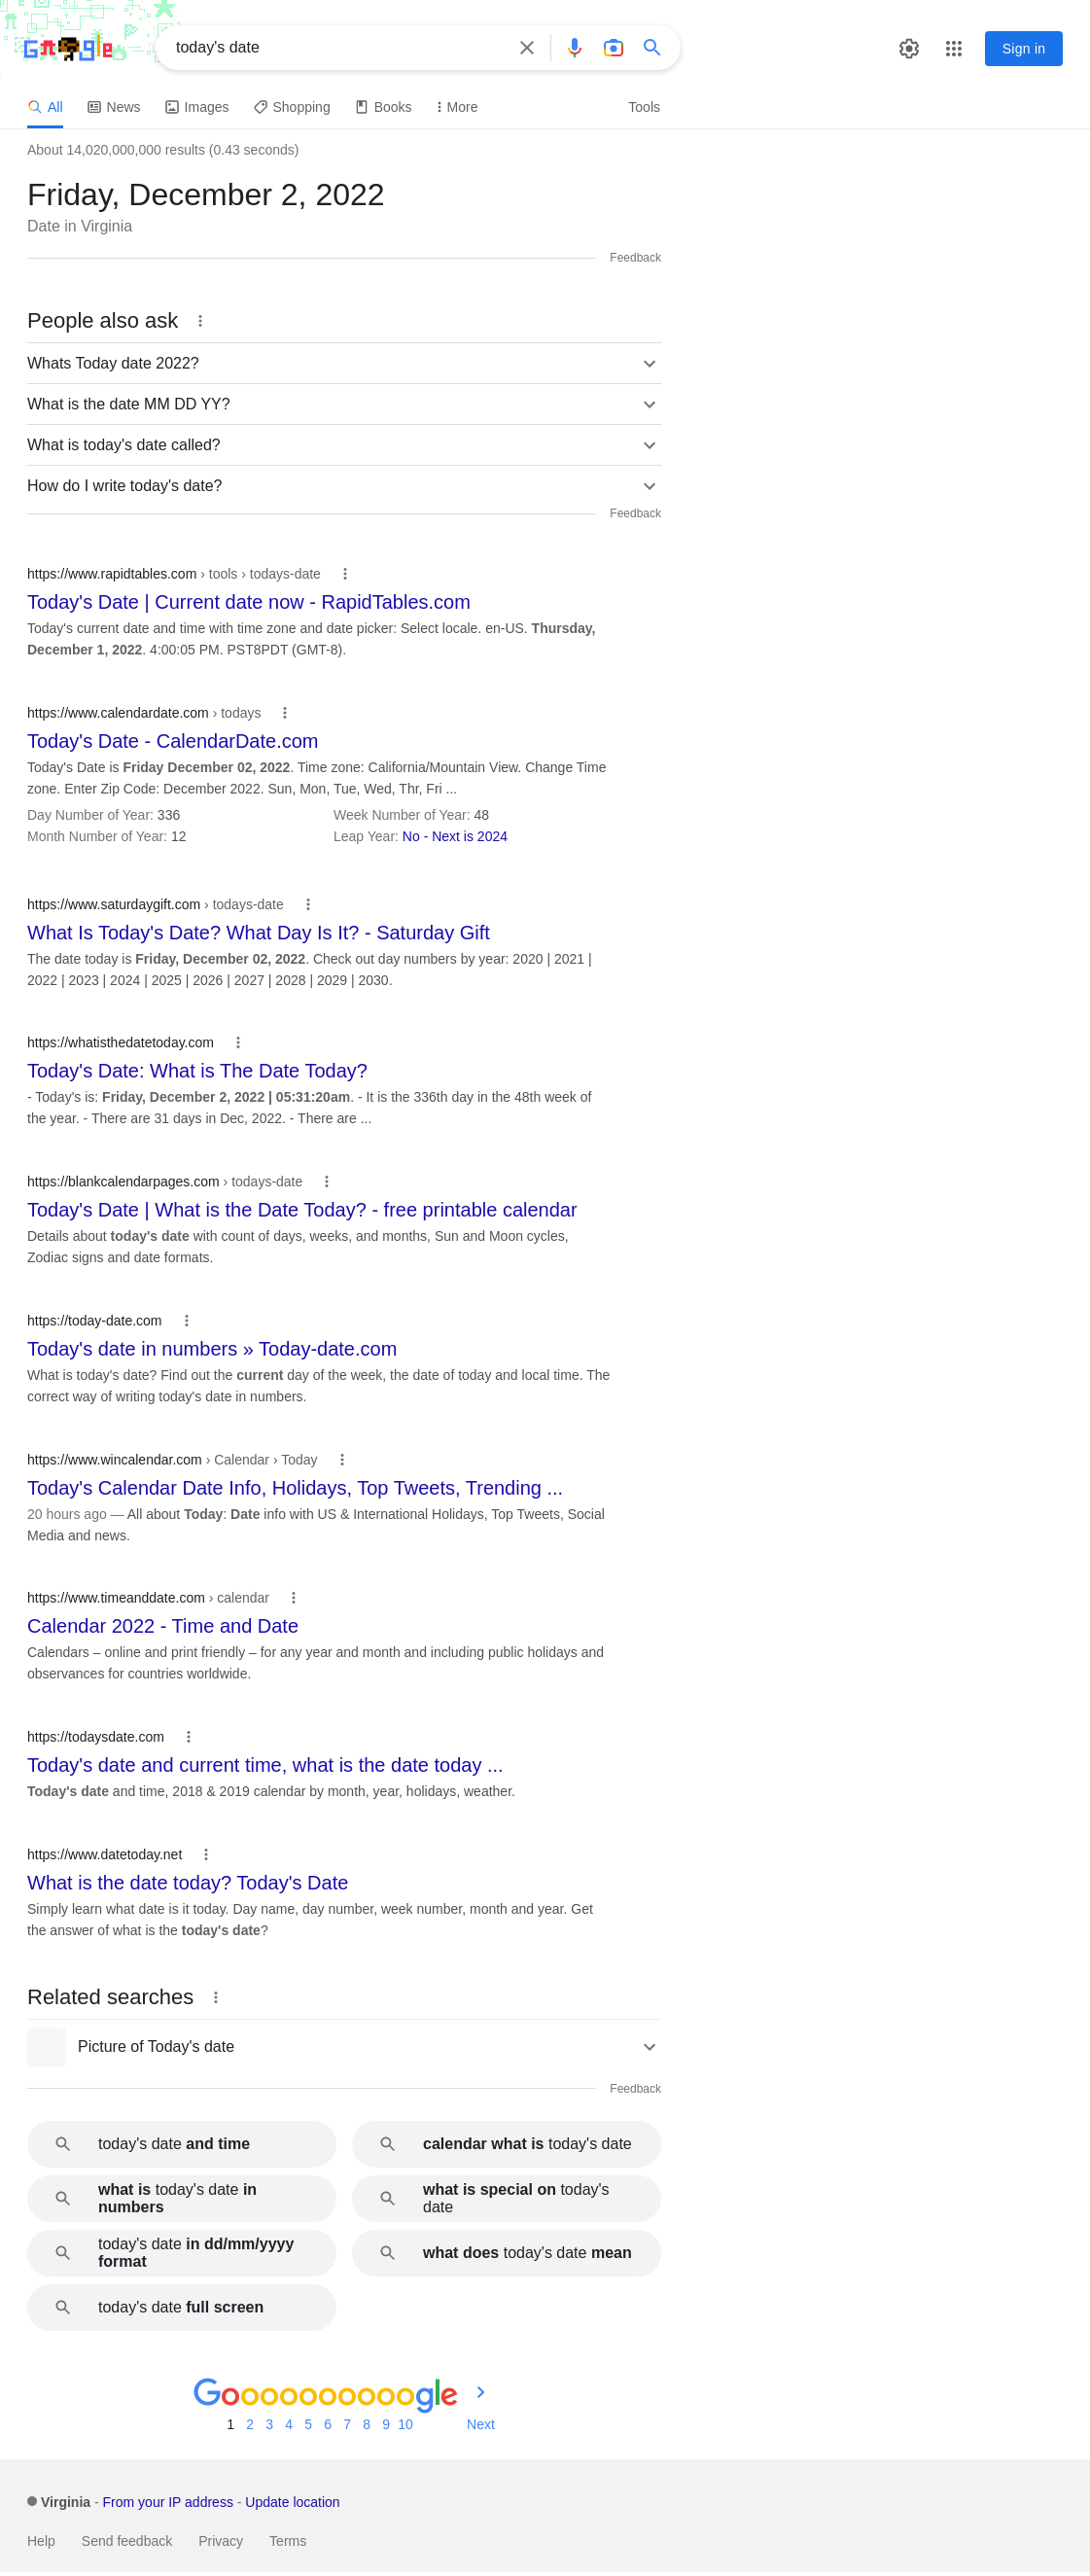 today's date
Sign in
All News Images Shopping Books More Tools
About 14,020,000,000 results (0.43 seconds)
Friday, December 2, 2022
Date in Virginia
Feedback
People also ask
Whats Today date 2022?
What is the date MM DD YY?
What is today's date called?
How do I write today's date?
Feedback
https://www.rapidtables.com › tools › todays-date
Today's Date | Current date now - RapidTables.com
Today's current date and time with time zone and date picker: Select locale. en-US. Thursday,
December 1, 2022. 4:00:05 PM. PST8PDT (GMT-8).
https://www.calendardate.com › todays
Today's Date - CalendarDate.com
Today's Date is Friday December 02, 2022. Time zone: California/Mountain View. Change Time
zone. Enter Zip Code: December 2022. Sun, Mon, Tue, Wed, Thr, Fri ...
Day Number of Year: 336 Week Number of Year: 48
Month Number of Year: 12 Leap Year: No - Next is 2024
https://www.saturdaygift.com › todays-date
What Is Today's Date? What Day Is It? - Saturday Gift
The date today is Friday, December 02, 2022. Check out day numbers by year: 2020 | 2021 |
2022 | 2023 | 2024 | 2025 | 2026 | 2027 | 2028 | 2029 | 2030.
https://whatisthedatetoday.com
Today's Date: What is The Date Today?
- Today's is: Friday, December 2, 2022 | 05:31:20am. - It is the 336th day in the 48th week of
the year. - There are 31 days in Dec, 2022. - There are ...
https://blankcalendarpages.com › todays-date
Today's Date | What is the Date Today? - free printable calendar
Details about today's date with count of days, weeks, and months, Sun and Moon cycles,
Zodiac signs and date formats.
https://today-date.com
Today's date in numbers » Today-date.com
What is today's date? Find out the current day of the week, the date of today and local time. The
correct way of writing today's date in numbers.
https://www.wincalendar.com › Calendar › Today
Today's Calendar Date Info, Holidays, Top Tweets, Trending ...
20 hours ago — All about Today: Date info with US & International Holidays, Top Tweets, Social
Media and news.
https://www.timeanddate.com › calendar
Calendar 2022 - Time and Date
Calendars – online and print friendly – for any year and month and including public holidays and
observances for countries worldwide.
https://todaysdate.com
Today's date and current time, what is the date today ...
Today's date and time, 2018 & 2019 calendar by month, year, holidays, weather.
https://www.datetoday.net
What is the date today? Today's Date
Simply learn what date is it today. Day name, day number, week number, month and year. Get
the answer of what is the today's date?
Related searches
Picture of Today's date
Feedback
today's date and time
calendar what is today's date
what is today's date in
numbers
what is special on today's
date
today's date in dd/mm/yyyy
format
what does today's date mean
today's date full screen
Goooooooooogle
1 2 3 4 5 6 7 8 9 10 Next
Virginia - From your IP address - Update location
Help Send feedback Privacy Terms